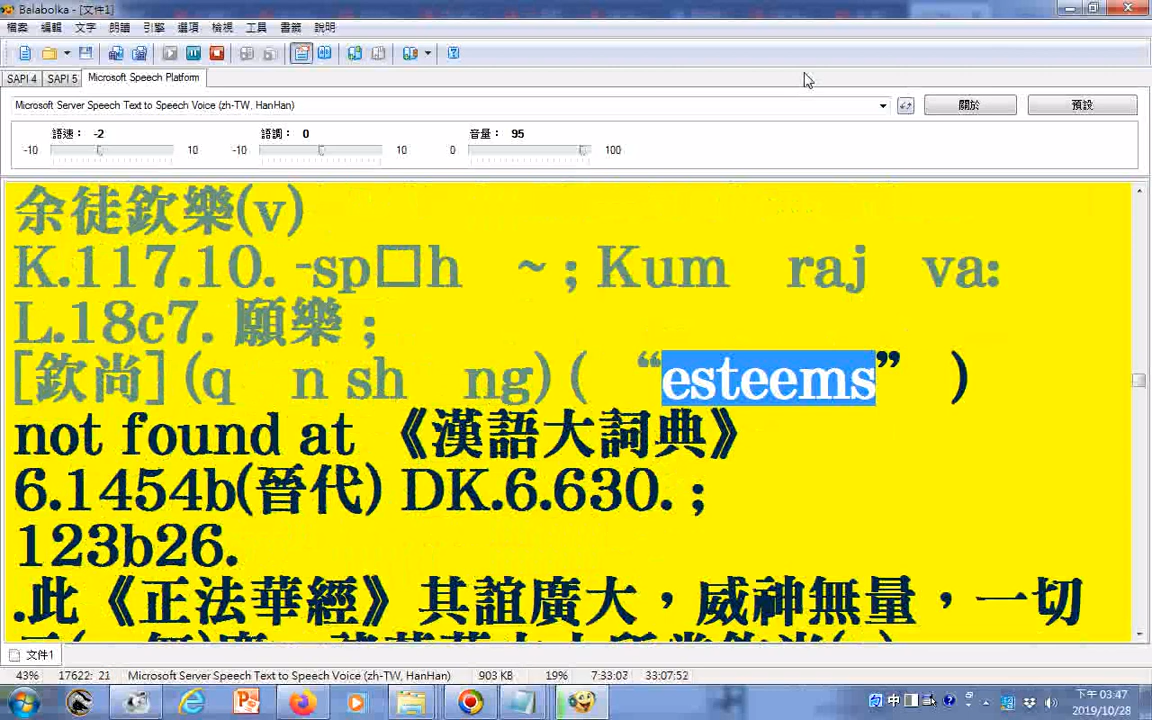 Balabolka - [文件1]
檔案 編輯 文字 朗讀 引擎 選項 檢視 工具 書籤 說明
SAPI 4 SAPI 5 Microsoft Speech Platform
Microsoft Server Speech Text to Speech Voice (zh-TW, HanHan) 關於 預設
語速： -2 語調： 0 音量： 95
-10 10 -10 10 0 100
余徒欽樂(v)
K.117.10. -sp□h ~ ; Kum raj va:
L.18c7. 願樂 ;
[欽尚] (q n sh ng) ( “esteems” )
not found at 《漢語大詞典》
6.1454b(晉代) DK.6.630. ;
123b26.
.此《正法華經》其誼廣大，威神無量，一切
文件1
43% 17622: 21 Microsoft Server Speech Text to Speech Voice (zh-TW, HanHan) 903 KB 19% 7:33:03 33:07:52
中 下午 03:47
2019/10/28